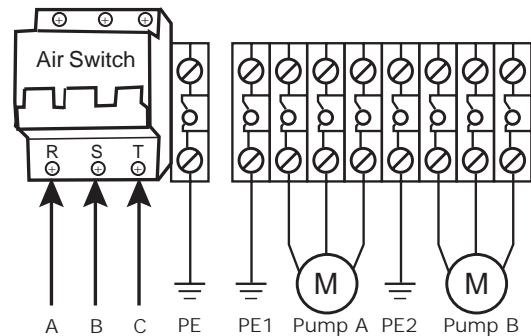 Air Switch
R S T
M M
A B C PE PE1 Pump A PE2 Pump B